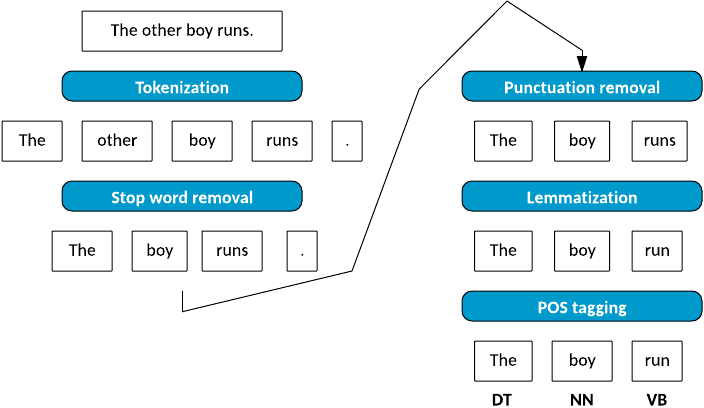 The other boy runs.
Tokenization
The other boy runs .
Stop word removal
The boy runs .
Punctuation removal
The boy runs
Lemmatization
The boy run
POS tagging
The boy run
DT NN VB